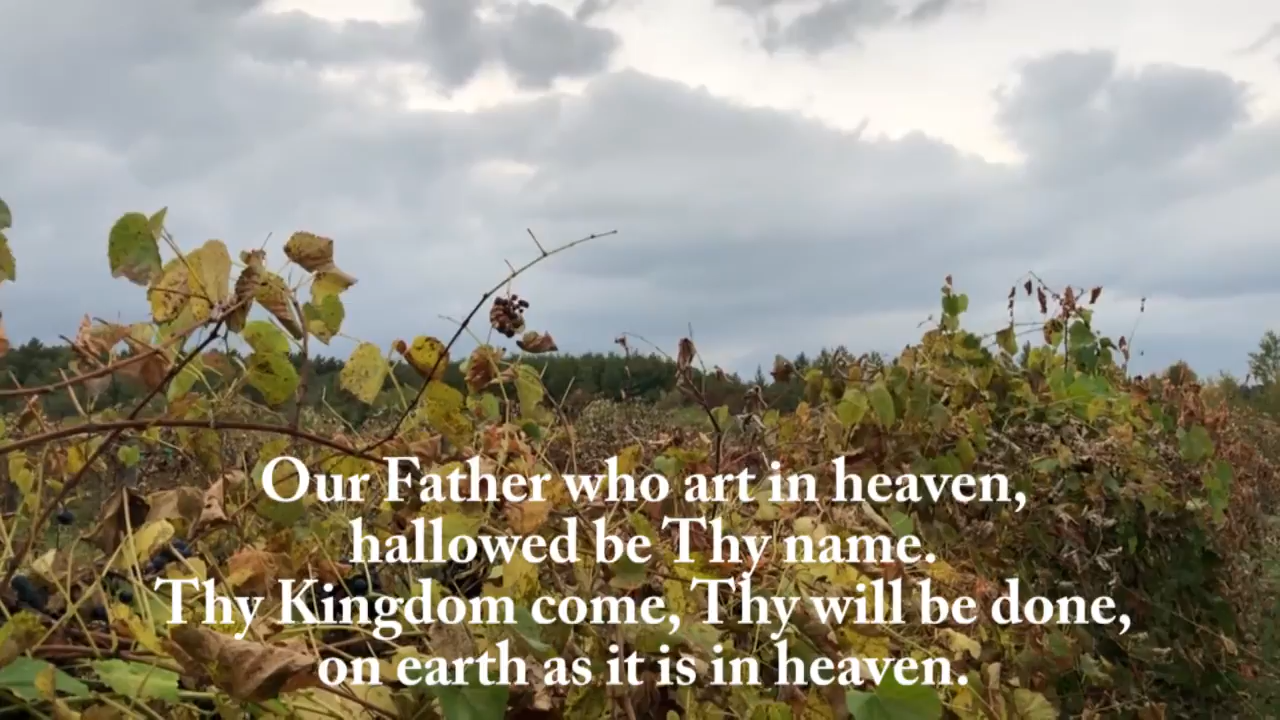 Our Father who art in heaven,
hallowed be Thy name.
Thy Kingdom come, Thy will be done,
on earth as it is in heaven.